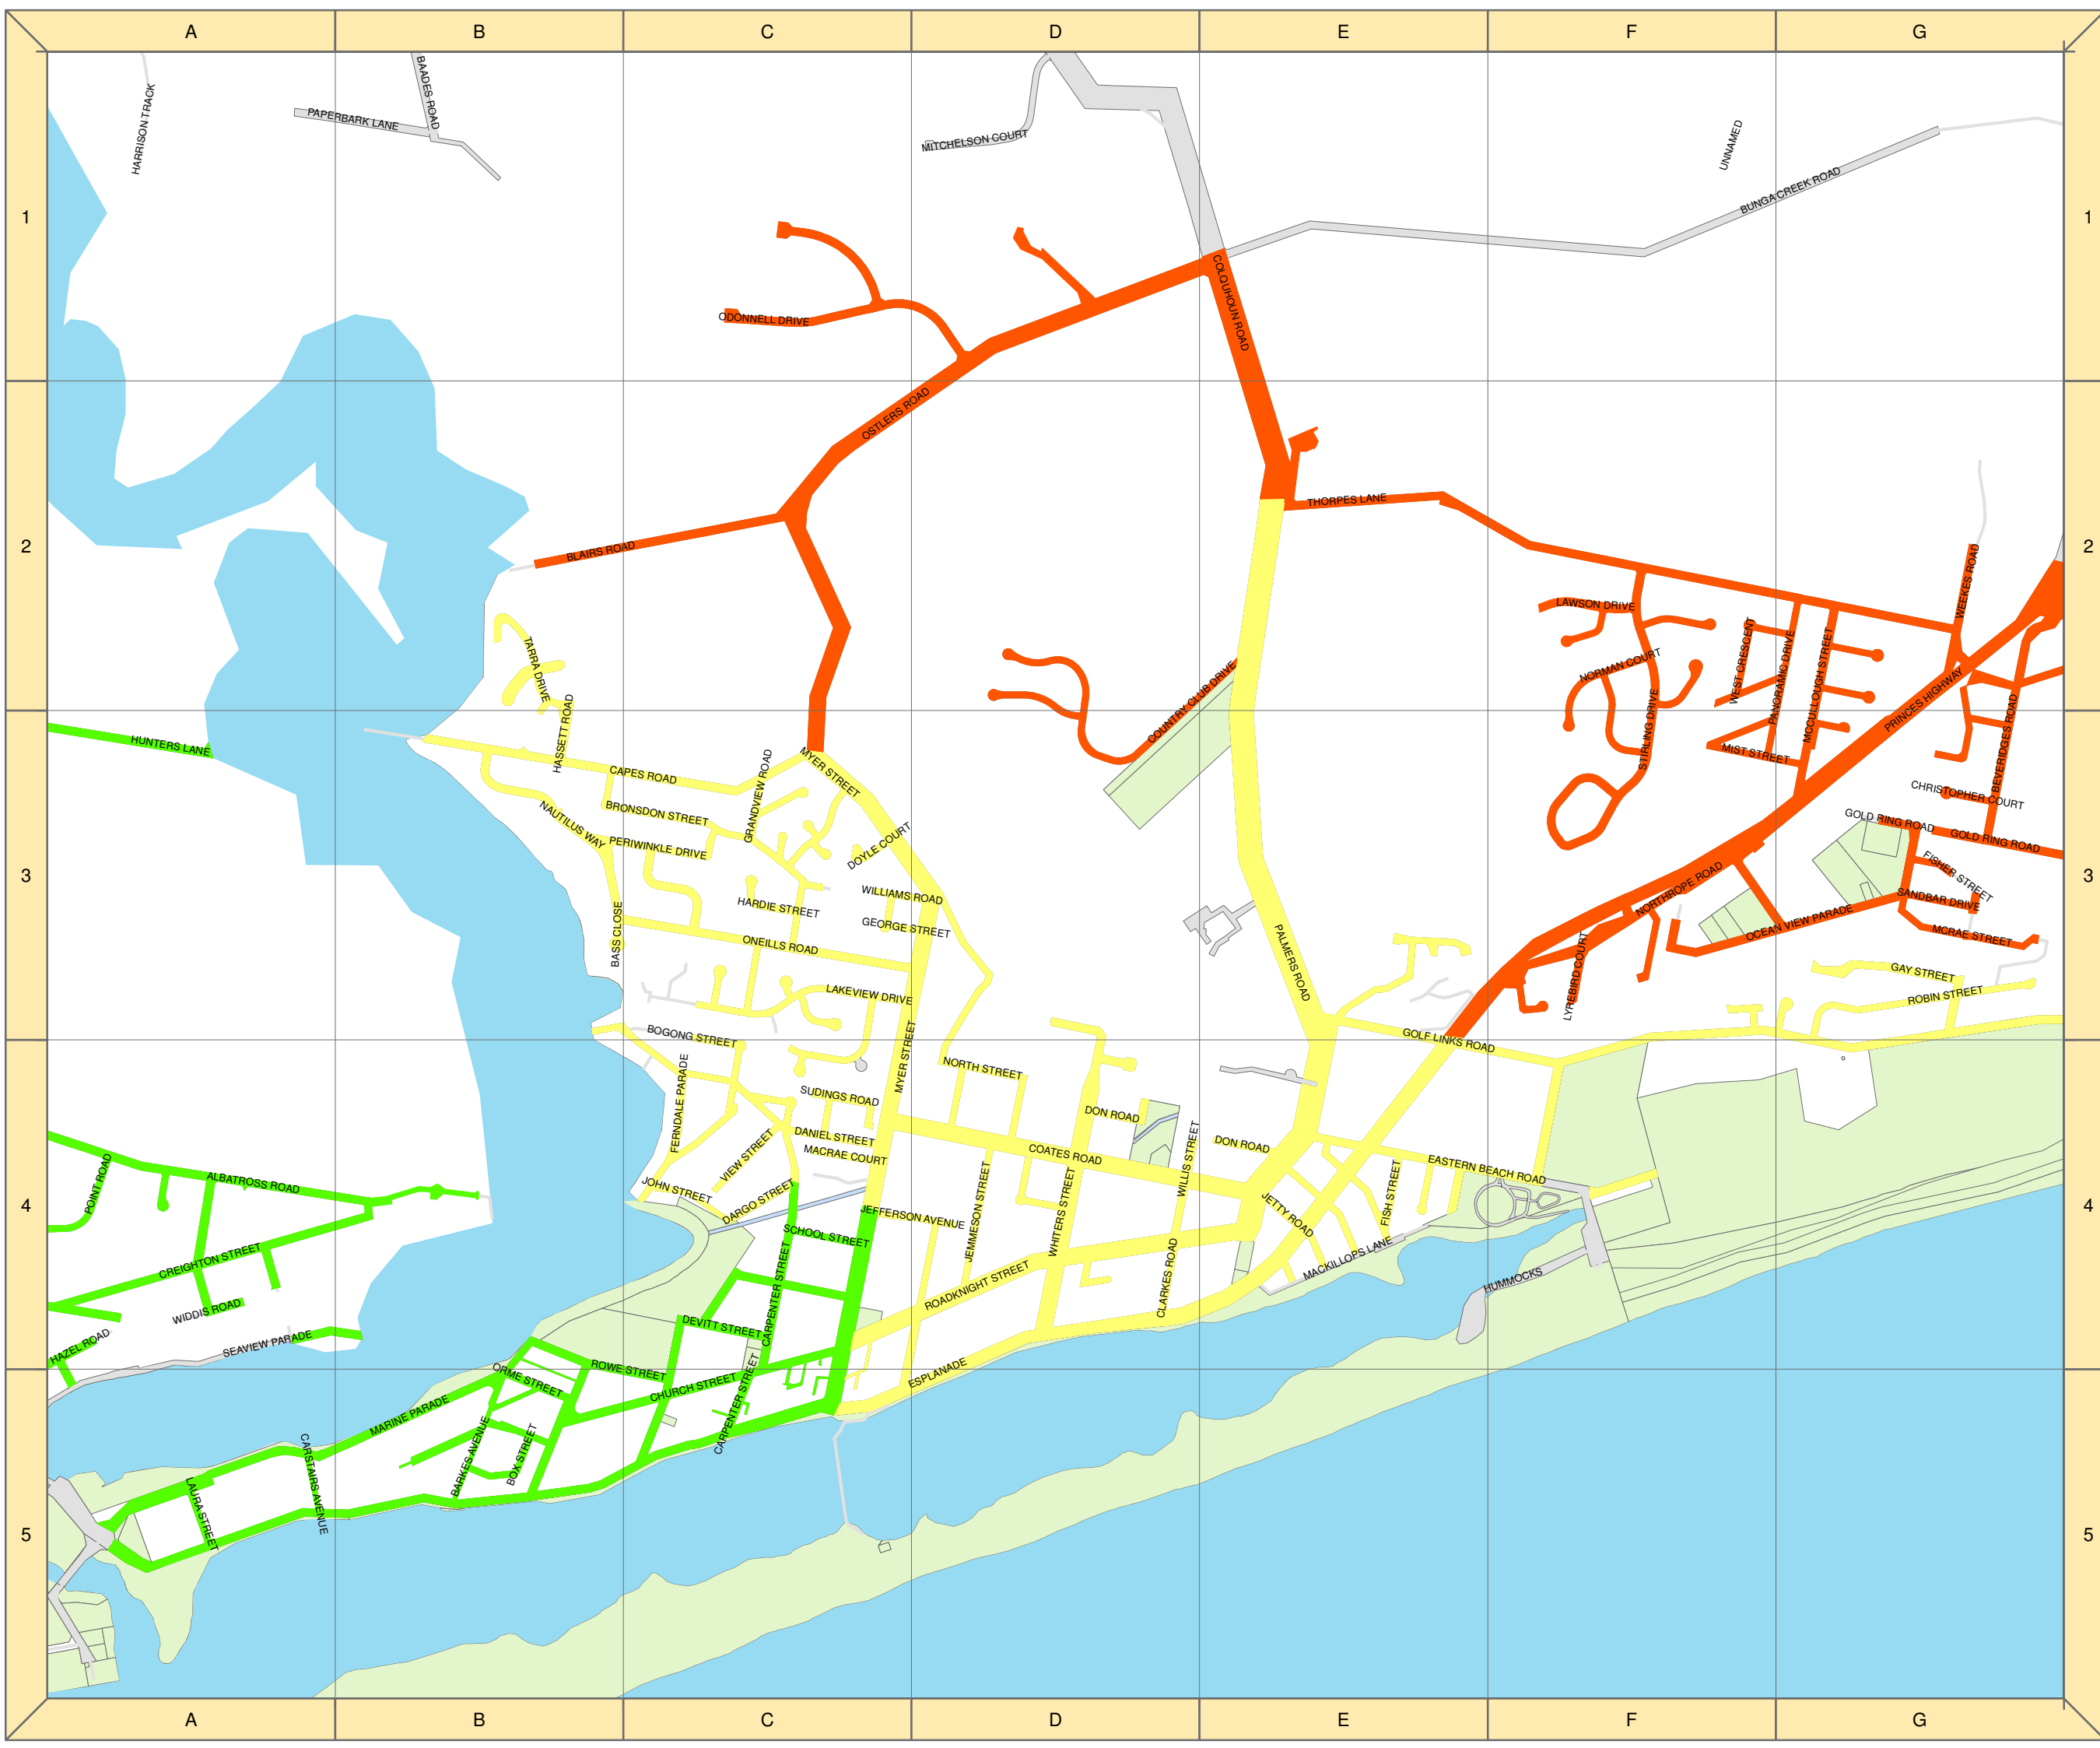 A B C D E F G
1 1
HARRISON TRACK
PAPERBARK LANE
BAADES ROAD
MITCHELSON COURT
UNNAMED
BUNGA CREEK ROAD
ODONNELL DRIVE
COLQUHOUN ROAD
2 2
OSTLERS ROAD
BLAIRS ROAD
THORPES LANE
TARRA DRIVE
COUNTRY CLUB DRIVE
LAWSON DRIVE
NORMAN COURT
WEST CRESCENT
PANORAMIC DRIVE
MCCULLOUGH STREET
WEEKES ROAD
PRINCES HIGHWAY
STIRLING DRIVE
BEVERIDGES ROAD
3 3
HUNTERS LANE
HASSETT ROAD
CAPES ROAD
GRANDVIEW ROAD
MYER STREET
MIST STREET
NAUTILUS WAY
BRONSDON STREET
PERIWINKLE DRIVE
DOYLE COURT
CHRISTOPHER COURT
GOLD RING ROAD
GOLD RING ROAD
FISHER STREET
SANDBAR DRIVE
MCRAE STREET
NORTHROPE ROAD
OCEAN VIEW PARADE
LYREBIRD COURT
WILLIAMS ROAD
HARDIE STREET
GEORGE STREET
BASS CLOSE
ONEILLS ROAD
PALMERS ROAD
GAY STREET
ROBIN STREET
LAKEVIEW DRIVE
BOGONG STREET
GOLF LINKS ROAD
4 4
MYER STREET
NORTH STREET
FERNDALE PARADE
SUDINGS ROAD
DON ROAD
DON ROAD
DANIEL STREET
MACRAE COURT
VIEW STREET
COATES ROAD
WILLIS STREET
EASTERN BEACH ROAD
POINT ROAD
ALBATROSS ROAD
JOHN STREET
DARGO STREET
JEFFERSON AVENUE
JEMMESON STREET
WHITERS STREET
JETTY ROAD
FISH STREET
SCHOOL STREET
CREIGHTON STREET
CARPENTER STREET
ROADKNIGHT STREET
CLARKES ROAD
MACKILLOPS LANE
HUMMOCKS
WIDDIS ROAD
HAZEL ROAD
SEAVIEW PARADE
DEVITT STREET
5 5
ROWE STREET
ORME STREET
CHURCH STREET
ESPLANADE
MARINE PARADE
CARPENTER STREET
BARKES AVENUE
BOX STREET
CARSTAIRS AVENUE
LAURA STREET
A B C D E F G